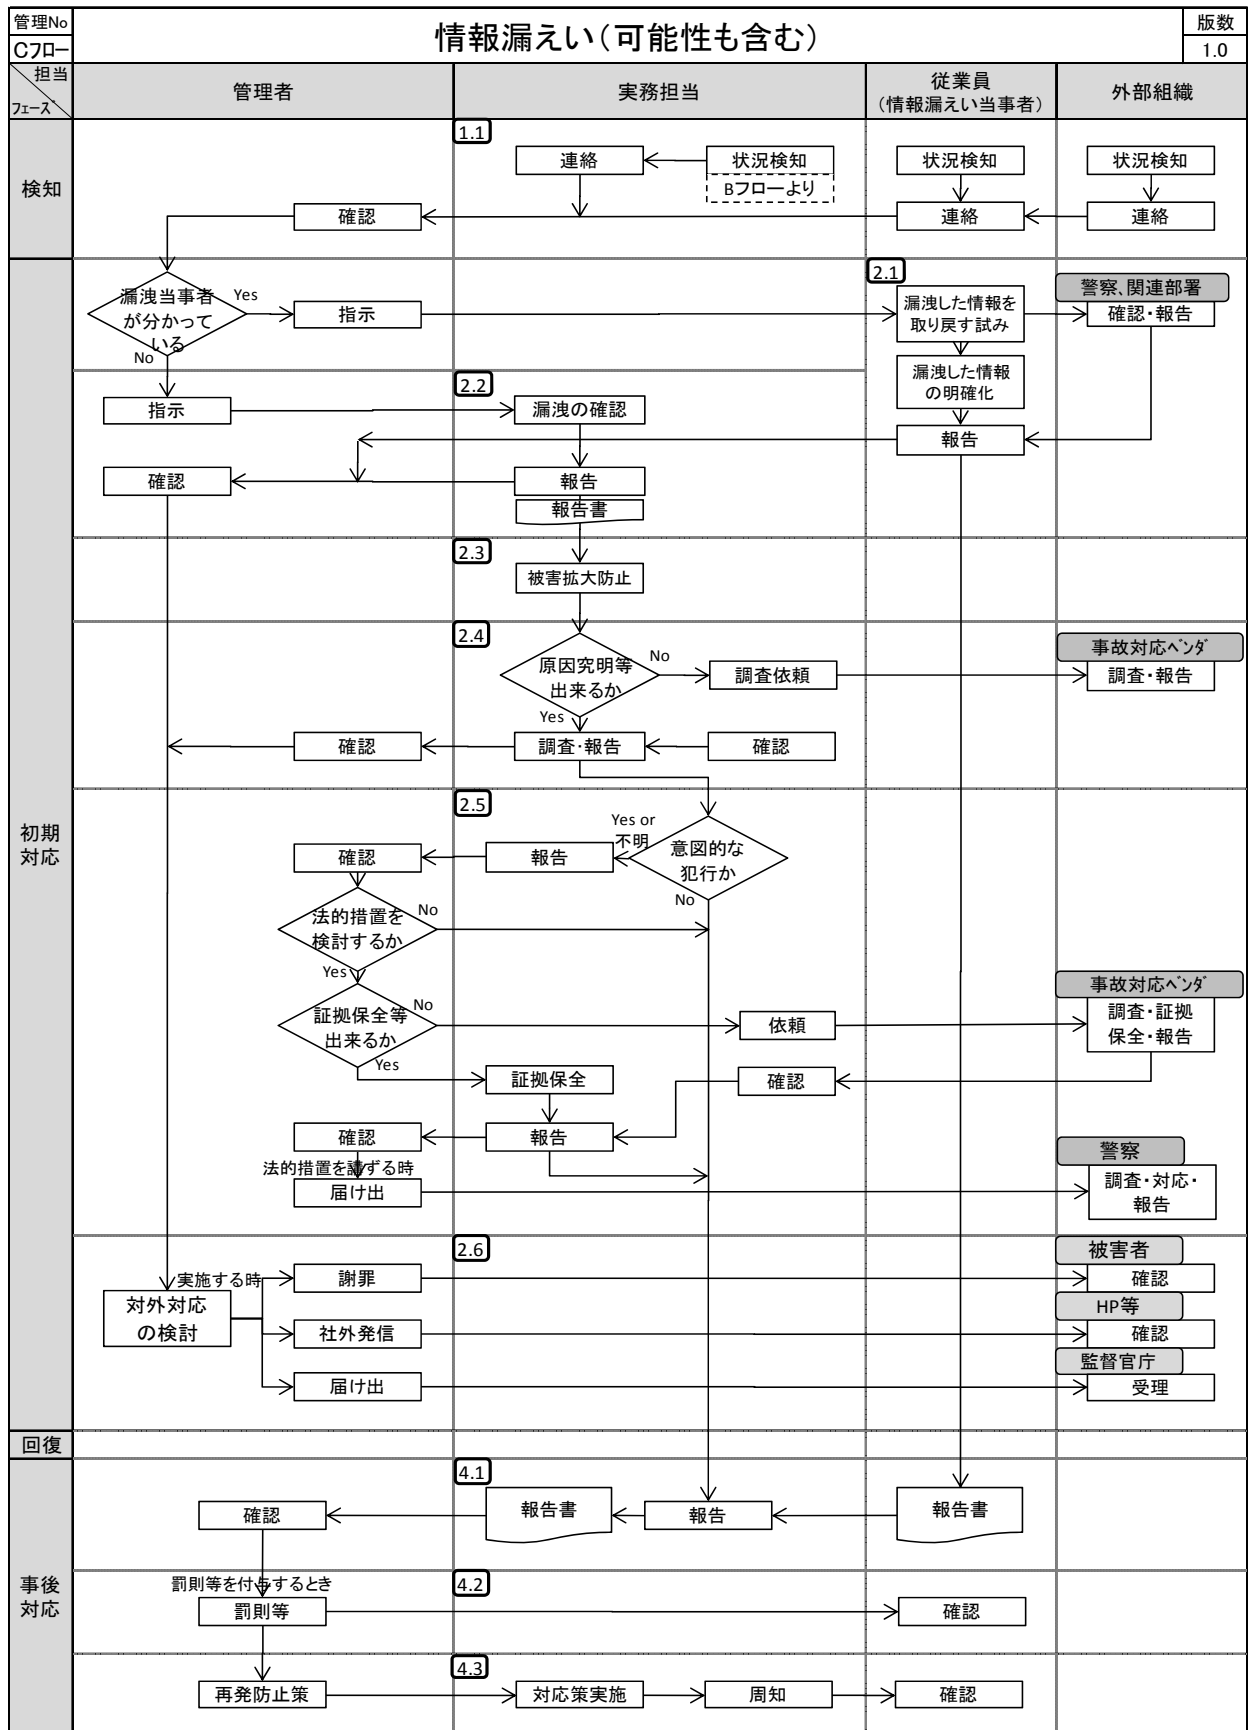 管理No
Cフロー
情報漏えい（可能性も含む）
版数
1.0
担当
フェーズ
管理者
実務担当
従業員
（情報漏えい当事者）
外部組織
検知
1.1
連絡
状況検知
Bフローより
状況検知
状況検知
確認
連絡
連絡
初期
対応
漏洩当事者
が分かって
いる
Yes
No
指示
2.1
漏洩した情報を
取り戻す試み
警察、関連部署
確認・報告
漏洩した情報
の明確化
指示
2.2
漏洩の確認
報告
確認
報告
報告書
2.3
被害拡大防止
2.4
原因究明等
出来るか
No
Yes
調査依頼
事故対応ベンダ
調査・報告
確認
調査・報告
確認
2.5
Yes or
不明
意図的な
犯行か
No
報告
確認
法的措置を
検討するか
No
Yes
証拠保全等
出来るか
No
Yes
依頼
事故対応ベンダ
調査・証拠
保全・報告
証拠保全
確認
確認
報告
法的措置を講ずる時
届け出
警察
調査・対応・
報告
2.6
対外対応
の検討
実施する時
謝罪
被害者
確認
社外発信
HP等
確認
届け出
監督官庁
受理
回復
事後
対応
4.1
確認
報告書
報告
報告書
罰則等を付与するとき
4.2
罰則等
確認
4.3
再発防止策
対応策実施
周知
確認